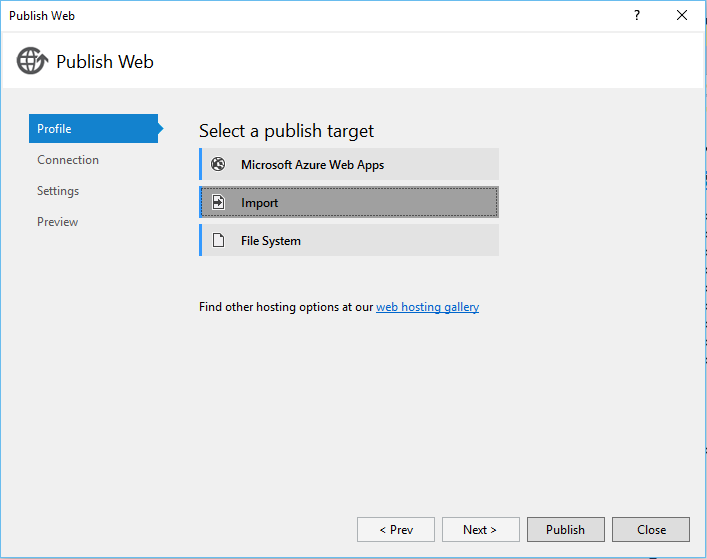 Publish Web
?
Publish Web
Profile
Connection
Settings
Preview
Select a publish target
Microsoft Azure Web Apps
Import
File System
Find other hosting options at our web hosting gallery
< Prev
Next >
Publish
Close